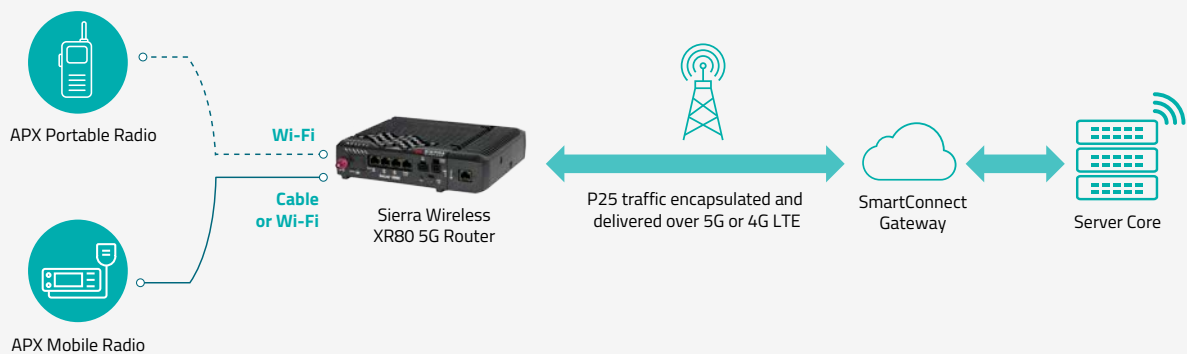 APX Portable Radio
Wi-Fi
Cable
or Wi-Fi
APX Mobile Radio
Sierra Wireless
XR80 5G Router
P25 traffic encapsulated and
delivered over 5G or 4G LTE
SmartConnect
Gateway
Server Core